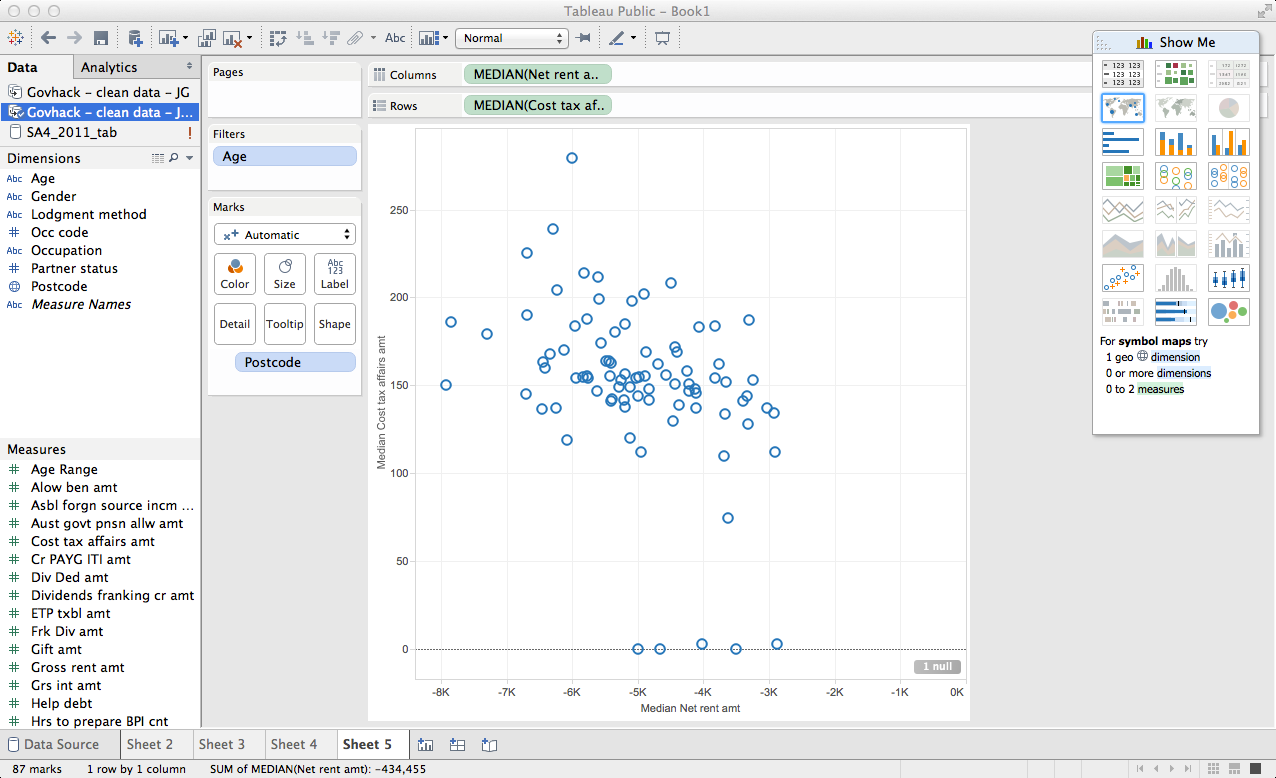 Tableau Public – Book1
Abc
Normal
Data
Analytics
Govhack – clean data – JG
Govhack – clean data – J...
SA4_2011_tab
!
Dimensions
Abc Age
Abc Gender
Abc Lodgment method
# Occ code
Abc Occupation
# Partner status
Postcode
Abc Measure Names
Measures
# Age Range
# Alow ben amt
# Asbl forgn source incm ...
# Aust govt pnsn allw amt
# Cost tax affairs amt
# Cr PAYG ITI amt
# Div Ded amt
# Dividends franking cr amt
# ETP txbl amt
# Frk Div amt
# Gift amt
# Gross rent amt
# Grs int amt
# Help debt
# Hrs to prepare BPI cnt
Pages
Filters
Age
Marks
Automatic
Color
Size
Abc
123
Label
Detail
Tooltip
Shape
Postcode
Columns
MEDIAN(Net rent a..
Rows
MEDIAN(Cost tax af..
Median Cost tax affairs amt
250
200
150
100
50
0
-8K
-7K
-6K
-5K
-4K
-3K
-2K
-1K
0K
Median Net rent amt
1 null
Show Me
For symbol maps try
1 geo dimension
0 or more dimensions
0 to 2 measures
Data Source
Sheet 2
Sheet 3
Sheet 4
Sheet 5
87 marks
1 row by 1 column
SUM of MEDIAN(Net rent amt): -434,455